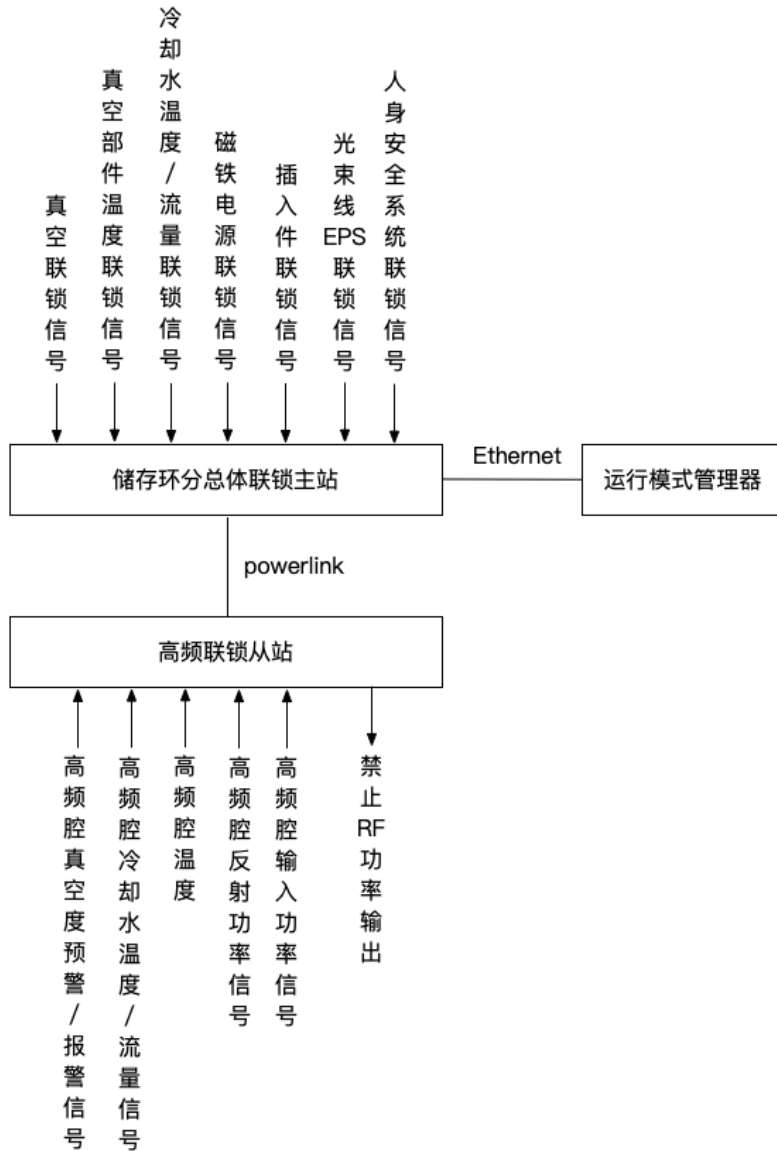 真空联锁信号
真空部件温度联锁信号
冷却水温度/流量联锁信号
磁铁电源联锁信号
插入件联锁信号
光束线EPS联锁信号
人身安全系统联锁信号
储存环分总体联锁主站
Ethernet
运行模式管理器
powerlink
高频联锁从站
高频腔真空度预警/报警信号
高频腔冷却水温度/流量信号
高频腔温度
高频腔反射功率信号
高频腔输入功率信号
禁止RF功率输出